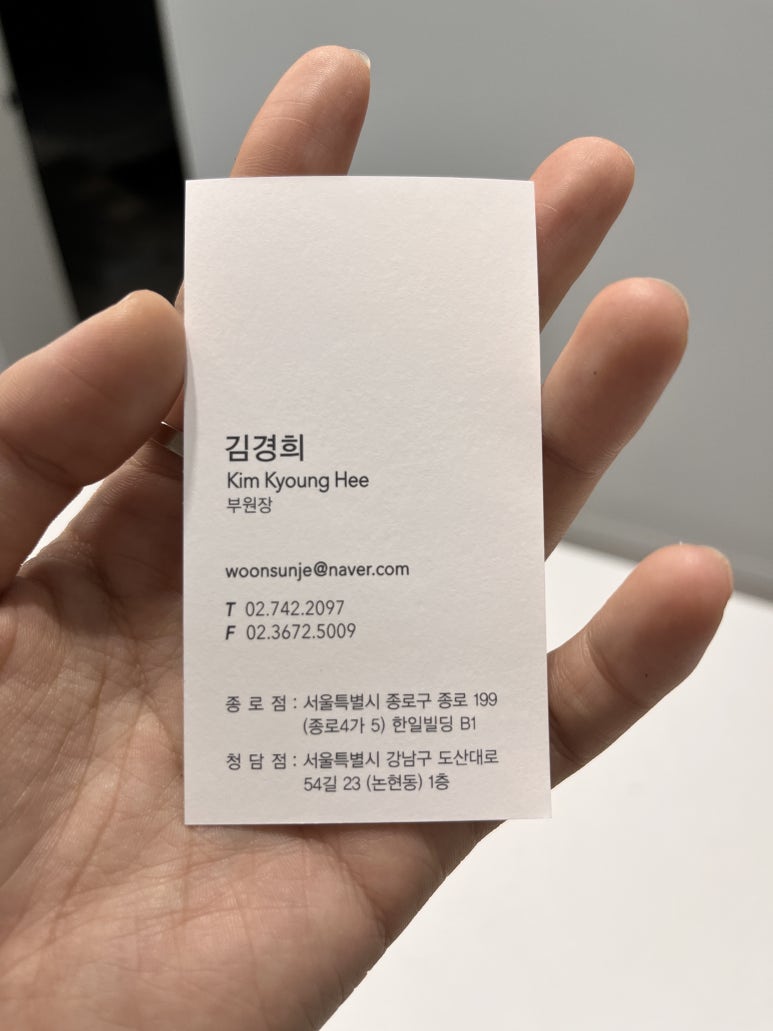 김경희
Kim Kyoung Hee
부원장
woonsunje@naver.com
T 02.742.2097
F 02.3672.5009
종 로 점 : 서울특별시 종로구 종로 199
(종로4가 5) 한일빌딩 B1
청 담 점 : 서울특별시 강남구 도산대로
54길 23 (논현동) 1층